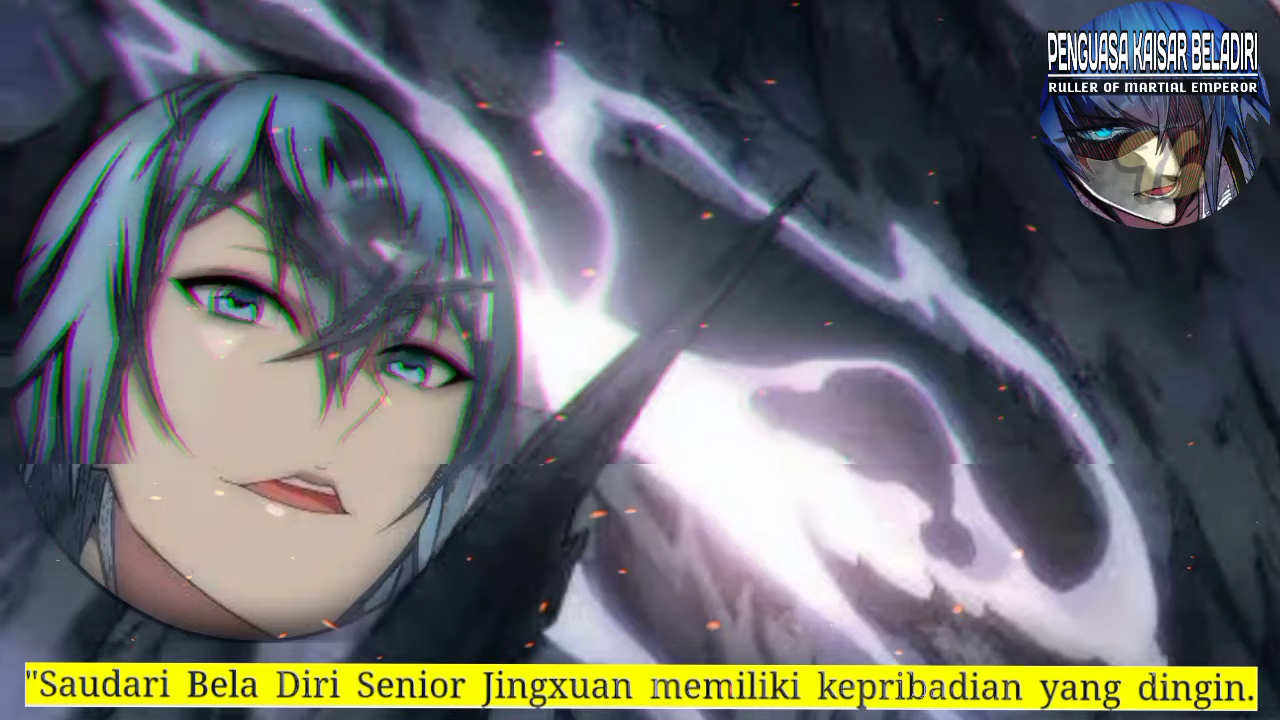 PENGUASA KAISAR BELADIRI
RULLER OF MARTIAL EMPEROR
"Saudari Bela Diri Senior Jingxuan memiliki kepribadian yang dingin.